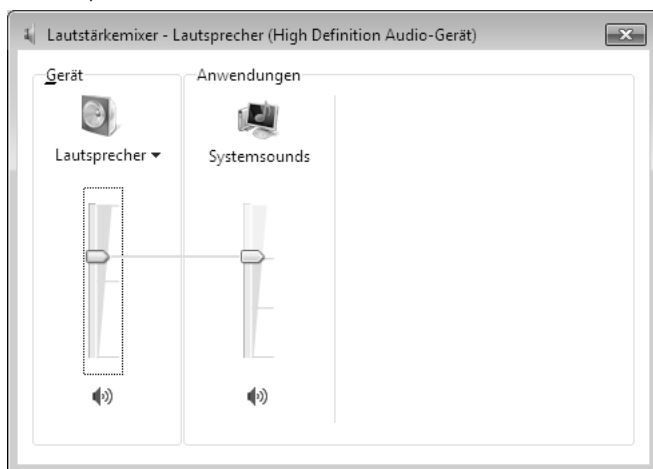 Lautstärkemixer - Lautsprecher (High Definition Audio-Gerät)
Gerät
Anwendungen
Lautsprecher
Systemsounds